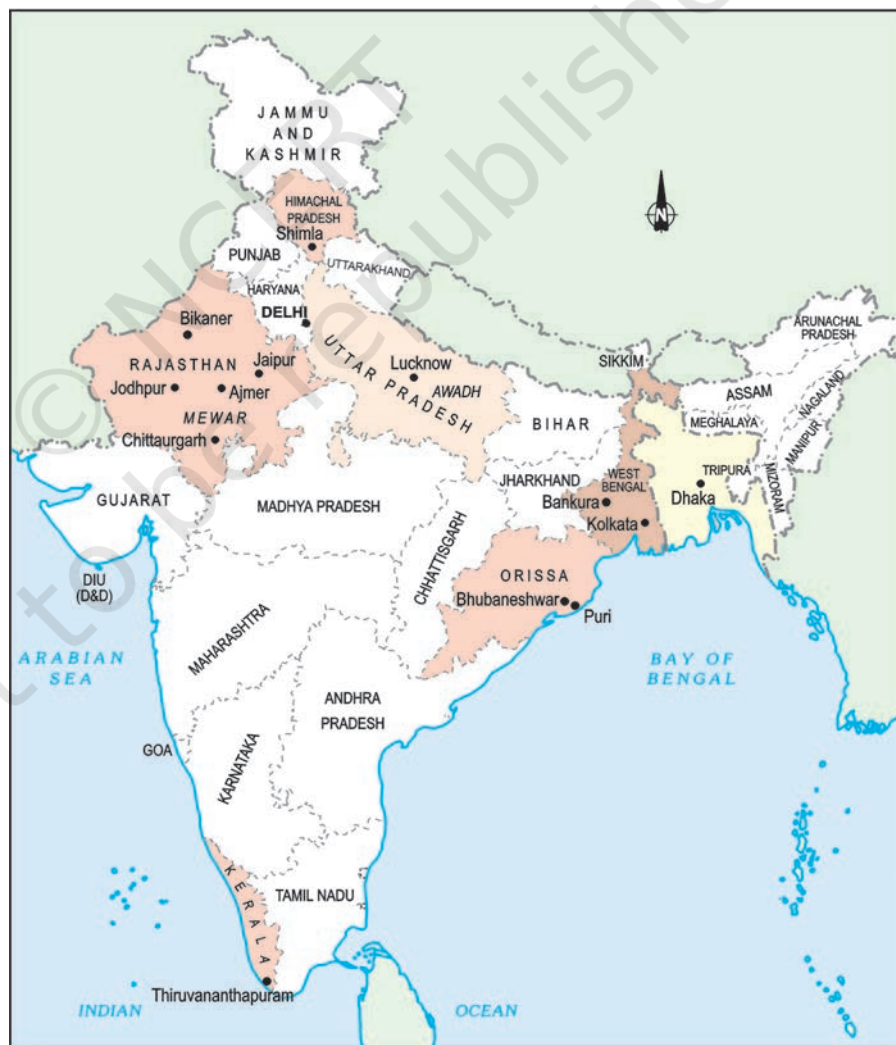 © NCERT
not to be republished
JAMMU
AND
KASHMIR
HIMACHAL
PRADESH
Shimla
PUNJAB
UTTARAKHAND
HARYANA
DELHI
N
Bikaner
RAJASTHAN
Jaipur
Jodhpur
Ajmer
MEWAR
Chittaurgarh
UTTAR PRADESH
Lucknow
AWADH
SIKKIM
ARUNACHAL
PRADESH
ASSAM
NAGALAND
MEGHALAYA
MANIPUR
BIHAR
GUJARAT
MADHYA PRADESH
JHARKHAND
WEST
BENGAL
Bankura
Kolkata
Dhaka
TRIPURA
MIZORAM
DIU
(D&D)
CHHATTISGARH
ORISSA
Bhubaneshwar
Puri
MAHARASHTRA
ARABIAN
SEA
BAY OF
BENGAL
ANDHRA
PRADESH
GOA
KARNATAKA
KERALA
TAMIL NADU
Thiruvananthapuram
INDIAN
OCEAN